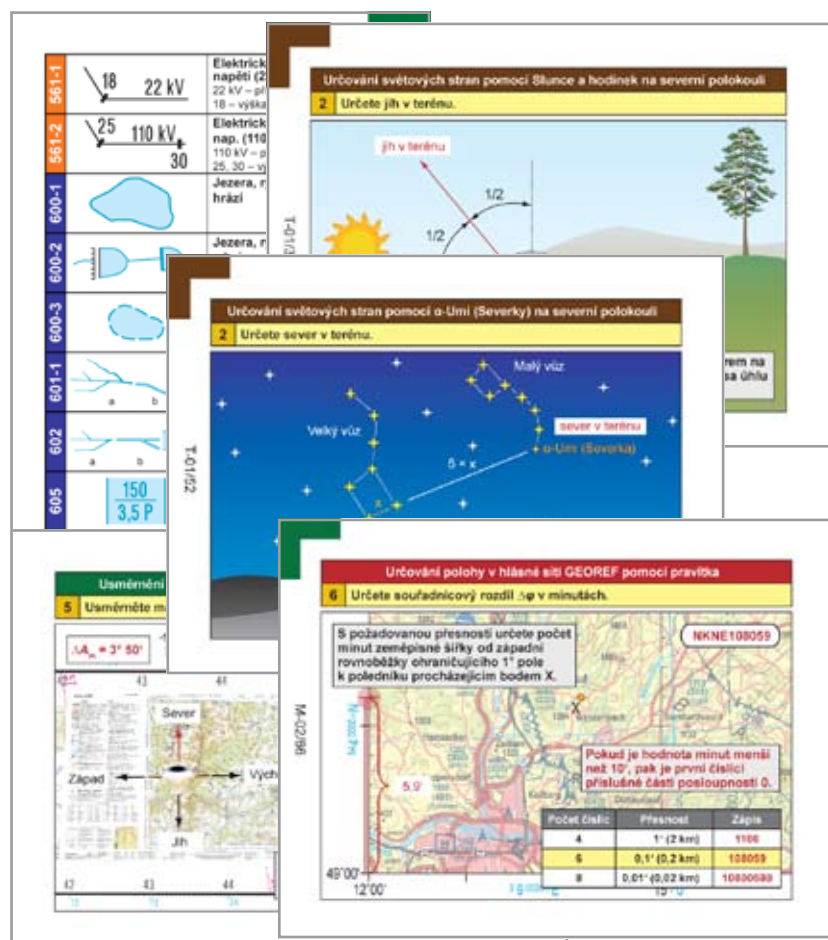 561-1
18
22 kV
Elektrick
napětí (2
22 kV – př
18 – výška
561-2
25
110 kV
30
Elektrick
nap. (110
110 kV – p
25, 30 – vý
600-1
Jezera, r
hrází
600-2
Jezera, r
600-3
601-1
a
b
602
a
b
605
150
3,5 P
Určování světových stran pomocí Slunce a hodinek na severní polokouli
2 Určete jih v terénu.
jih v terénu
1/2
1/2
T-01/3
rem na
sa úhlu
Určování světových stran pomocí α-Umi (Severky) na severní polokouli
2 Určete sever v terénu.
Malý vůz
Velký vůz
sever v terénu
α-Umi (Severka)
5 × x
x
T-01/52
Usměrnění
5 Usměrněte ma
42
43
44
Sever
Západ
Vých
Jih
42
43
44
Určování polohy v hlásné síti GEOREF pomocí pravítka
6 Určete souřadnicový rozdíl Δφ v minutách.
S požadovanou přesností určete počet
minut zeměpisné šířky od západní
rovnoběžky ohraničujícího 1° pole
k poledníku procházejícím bodem X.
NKNE108059
X
M-02/66
5,9'
Pokud je hodnota minut menší
než 10', pak je první číslicí
příslušné části posloupnosti 0.
Počet číslic Přesnost Zápis
4 1' (2 km) 1106
6 0,1' (0,2 km) 108059
8 0,01' (0,02 km) 10800590
49°00'
12°00'